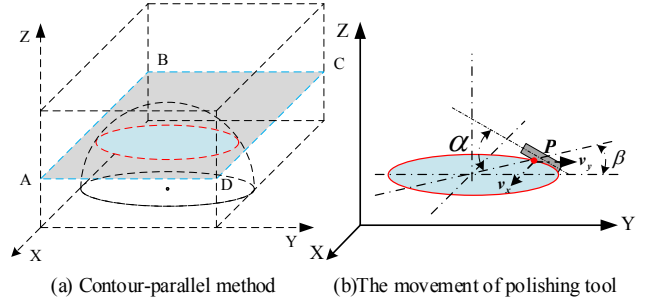 Z
B
C
A
D
Y
X
(a) Contour-parallel method
Z
α
P
v_y
β
v_x
Y
X
(b)The movement of polishing tool